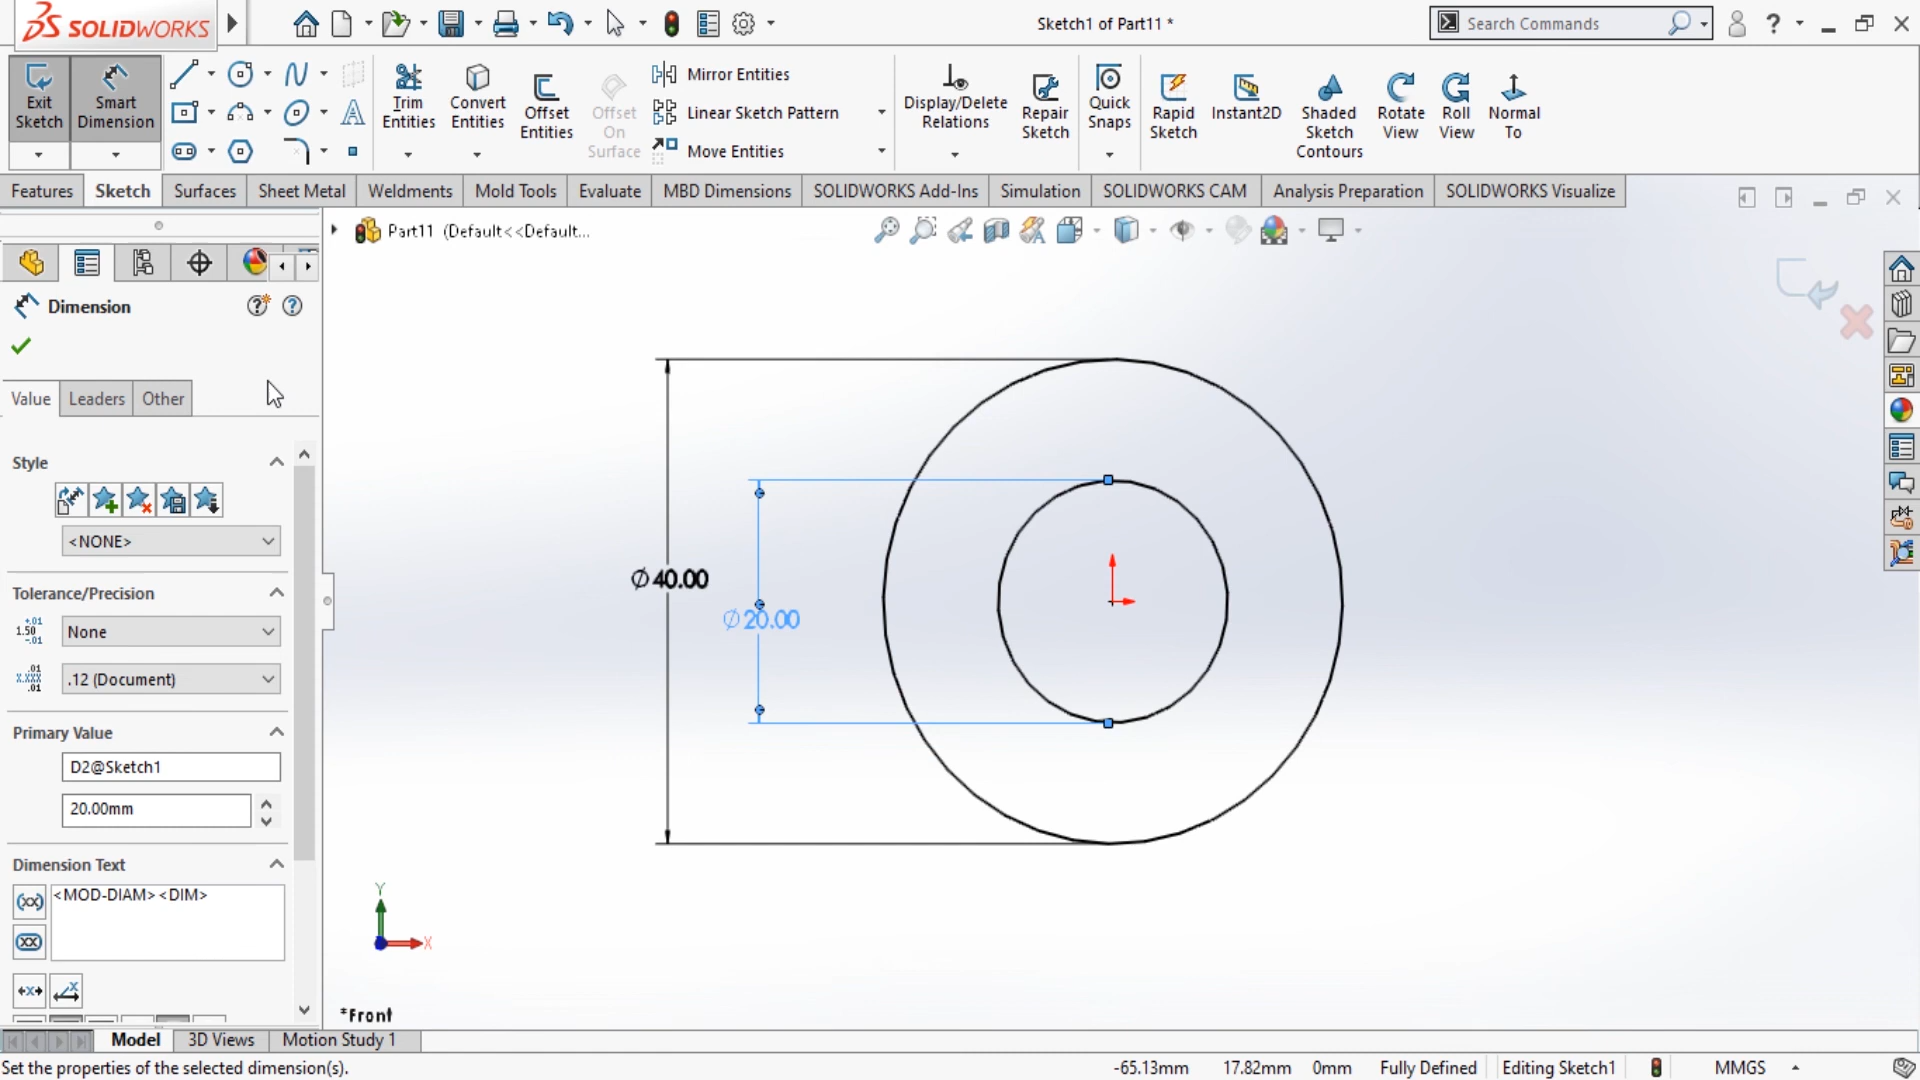 SOLIDWORKS
Sketch1 of Part11 *
Search Commands
Exit Sketch
Smart Dimension
Trim Entities
Convert Entities
Offset Entities
Offset On Surface
Mirror Entities
Linear Sketch Pattern
Move Entities
Display/Delete Relations
Repair Sketch
Quick Snaps
Rapid Sketch
Instant2D
Shaded Sketch Contours
Rotate View
Roll View
Normal To
Features
Sketch
Surfaces
Sheet Metal
Weldments
Mold Tools
Evaluate
MBD Dimensions
SOLIDWORKS Add-Ins
Simulation
SOLIDWORKS CAM
Analysis Preparation
SOLIDWORKS Visualize
Part11 (Default<<Default...
Dimension
Value
Leaders
Other
Style
<NONE>
Tolerance/Precision
None
.12 (Document)
Primary Value
D2@Sketch1
20.00mm
Dimension Text
<MOD-DIAM><DIM>
∅40.00
∅20.00
Y
X
*Front
Model
3D Views
Motion Study 1
Set the properties of the selected dimension(s).
-65.13mm
17.82mm
0mm
Fully Defined
Editing Sketch1
MMGS